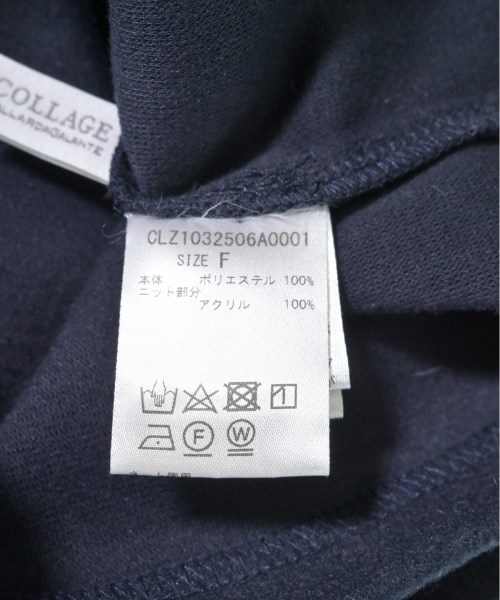 COLLAGE
GALLARDAGALANTE
CLZ1032506A0001
SIZE F
本体 ポリエステル 100%
ニット部分
アクリル 100%
F W